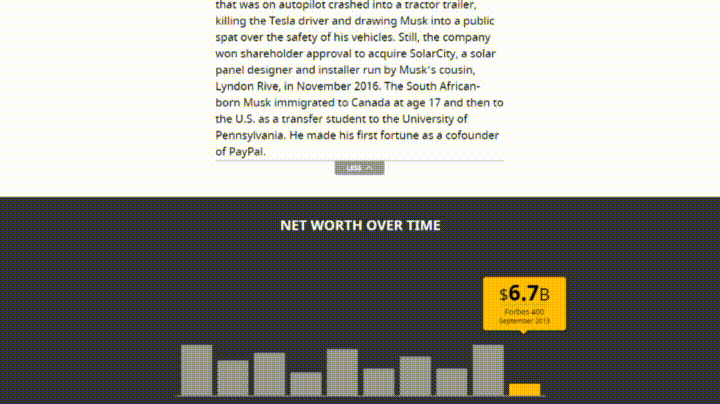 that was on autopilot crashed into a tractor trailer,
killing the Tesla driver and drawing Musk into a public
spat over the safety of his vehicles. Still, the company
won shareholder approval to acquire SolarCity, a solar
panel designer and installer run by Musk's cousin,
Lyndon Rive, in November 2016. The South African-
born Musk immigrated to Canada at age 17 and then to
the U.S. as a transfer student to the University of
Pennsylvania. He made his first fortune as a cofounder
of PayPal.
LESS
NET WORTH OVER TIME
$6.7B
Forbes 400
September 2013